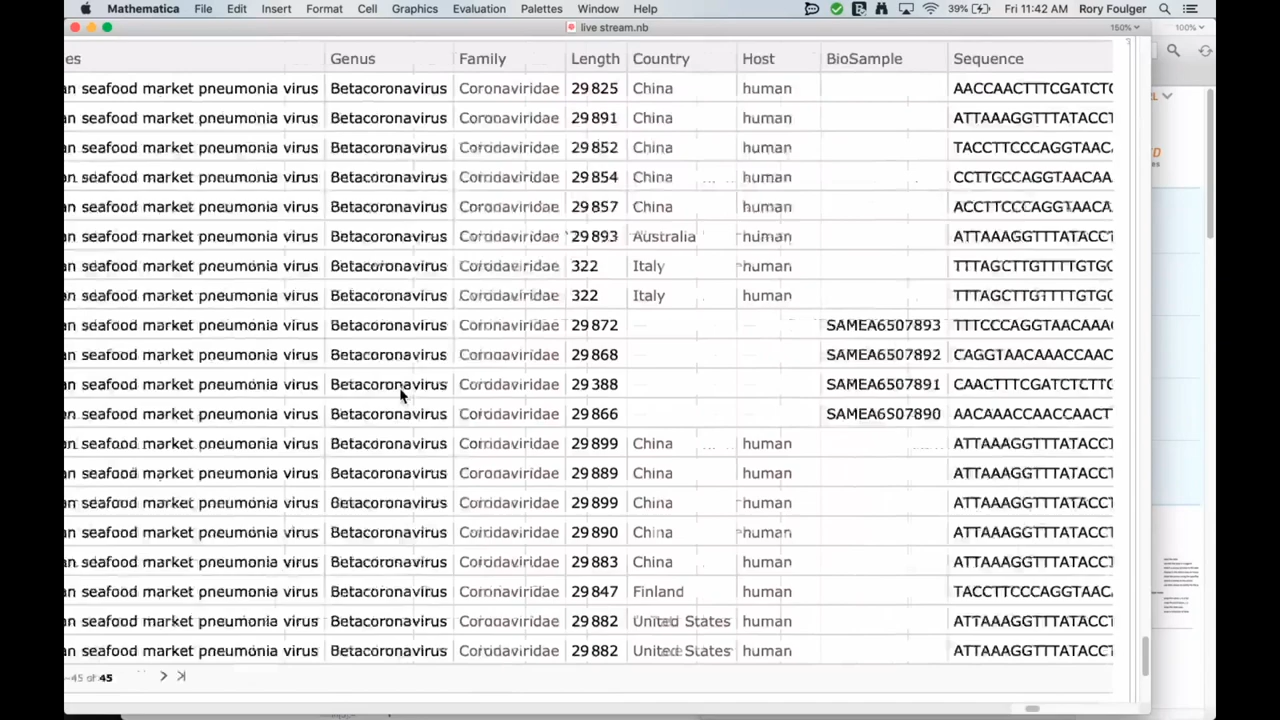 Mathematica File Edit Insert Format Cell Graphics Evaluation Palettes Window Help 39% Fri 11:42 AM Rory Foulger
live stream.nb 150% 100%
es Genus Family Length Country Host BioSample Sequence
an seafood market pneumonia virus Betacoronavirus Coronaviridae 29825 China human AACCAACTTTCGATCTC
an seafood market pneumonia virus Betacoronavirus Coronaviridae 29891 China human ATTAAAGGTTTATACCT
an seafood market pneumonia virus Betacoronavirus Coronaviridae 29852 China human TACCTTCCCAGGTAAC
an seafood market pneumonia virus Betacoronavirus Coronaviridae 29854 China human CCTTGCCAGGTAACAA
an seafood market pneumonia virus Betacoronavirus Coronaviridae 29857 China human ACCTTCCCAGGTAACA
an seafood market pneumonia virus Betacoronavirus Coronaviridae 29893 Australia human ATTAAAGGTTTATACCT
an seafood market pneumonia virus Betacoronavirus Coronaviridae 322 Italy human TTTAGCTTGTTTTGTGC
an seafood market pneumonia virus Betacoronavirus Coronaviridae 322 Italy human TTTAGCTTGTTTTGTGC
an seafood market pneumonia virus Betacoronavirus Coronaviridae 29872 SAMEA6507893 TTTCCCAGGTAACAAA
an seafood market pneumonia virus Betacoronavirus Coronaviridae 29868 SAMEA6507892 CAGGTAACAAACCAAC
an seafood market pneumonia virus Betacoronavirus Coronaviridae 29388 SAMEA6507891 CAACTTTCGATCTCTTG
an seafood market pneumonia virus Betacoronavirus Coronaviridae 29866 SAMEA6507890 AACAAACCAACCAACT
an seafood market pneumonia virus Betacoronavirus Coronaviridae 29899 China human ATTAAAGGTTTATACCT
an seafood market pneumonia virus Betacoronavirus Coronaviridae 29889 China human ATTAAAGGTTTATACCT
an seafood market pneumonia virus Betacoronavirus Coronaviridae 29899 China human ATTAAAGGTTTATACCT
an seafood market pneumonia virus Betacoronavirus Coronaviridae 29890 China human ATTAAAGGTTTATACCT
an seafood market pneumonia virus Betacoronavirus Coronaviridae 29883 China human ATTAAAGGTTTATACCT
an seafood market pneumonia virus Betacoronavirus Coronaviridae 29847 human TACCTTCCCAGGTAAC
an seafood market pneumonia virus Betacoronavirus Coronaviridae 29882 United States human ATTAAAGGTTTATACCT
an seafood market pneumonia virus Betacoronavirus Coronaviridae 29882 United States human ATTAAAGGTTTATACCT
45 of 45